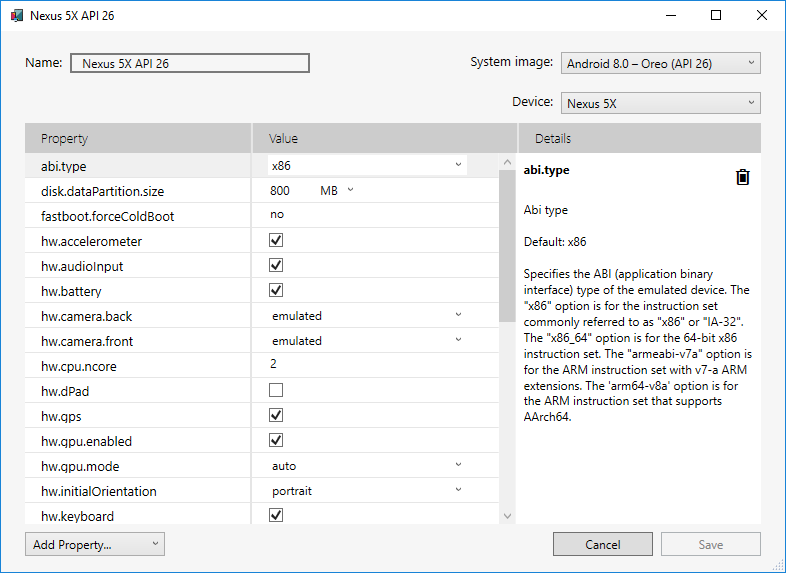 Nexus 5X API 26
Name: Nexus 5X API 26
System image: Android 8.0 – Oreo (API 26)
Device: Nexus 5X
Property Value Details
abi.type x86
disk.dataPartition.size 800 MB
fastboot.forceColdBoot no
hw.accelerometer
hw.audioInput
hw.battery
hw.camera.back emulated
hw.camera.front emulated
hw.cpu.ncore 2
hw.dPad
hw.gps
hw.gpu.enabled
hw.gpu.mode auto
hw.initialOrientation portrait
hw.keyboard
abi.type
Abi type
Default: x86
Specifies the ABI (application binary
interface) type of the emulated device. The
"x86" option is for the instruction set
commonly referred to as "x86" or "IA-32".
The "x86_64" option is for the 64-bit x86
instruction set. The "armeabi-v7a" option is
for the ARM instruction set with v7-a ARM
extensions. The 'arm64-v8a' option is for
the ARM instruction set that supports
AArch64.
Add Property... Cancel Save